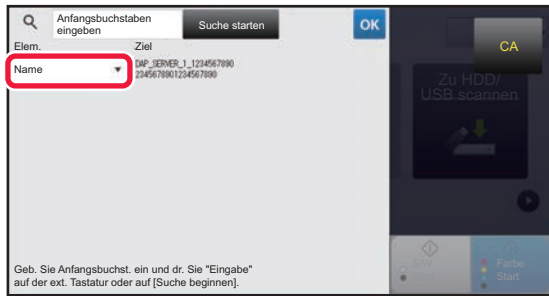 Anfangsbuchstaben
eingeben
Suche starten
OK
CA
Elem.
Ziel
Name
DAP_SERVER_1_1234567890
2345678901234567890
Zu HDD/
USB scannen
S/W
Start
Farbe
Start
Geb. Sie Anfangsbuchst. ein und dr. Sie "Eingabe"
auf der ext. Tastatur oder auf [Suche beginnen].